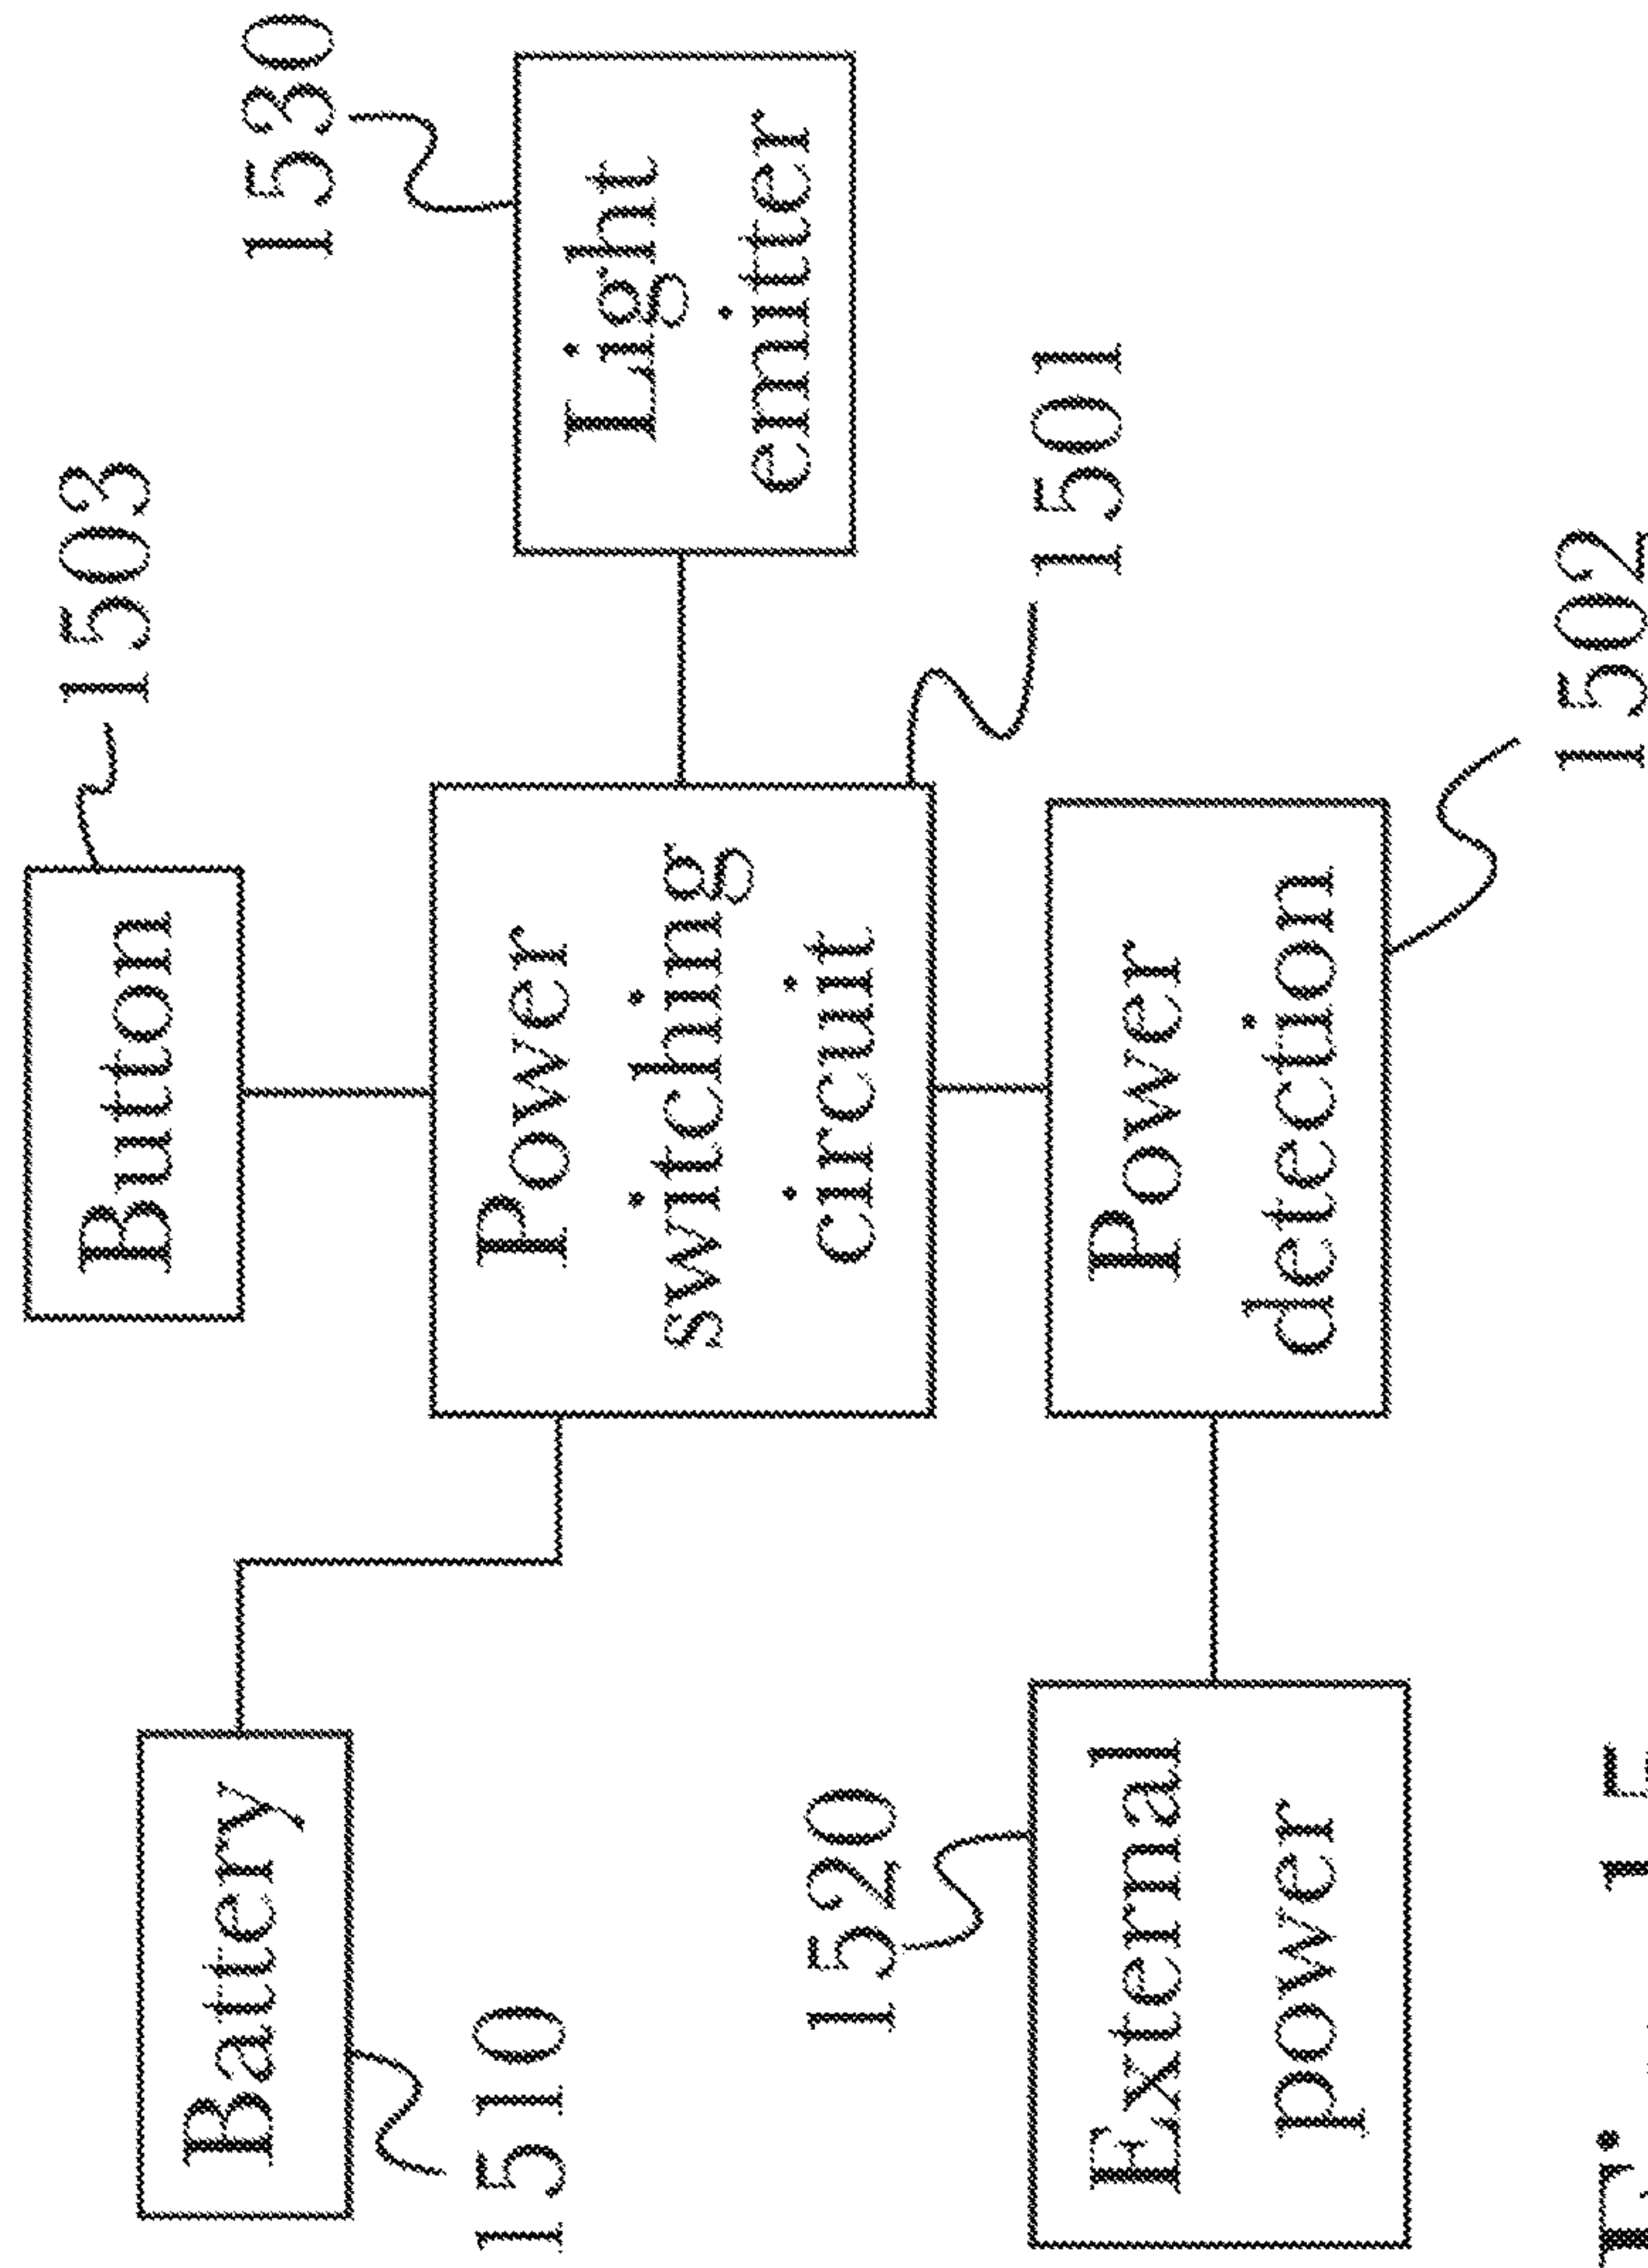 1503
Button
Battery
1530
1510
Power
switching
circuit
Light
emitter
1520
1501
External
power
Power
detection
1502